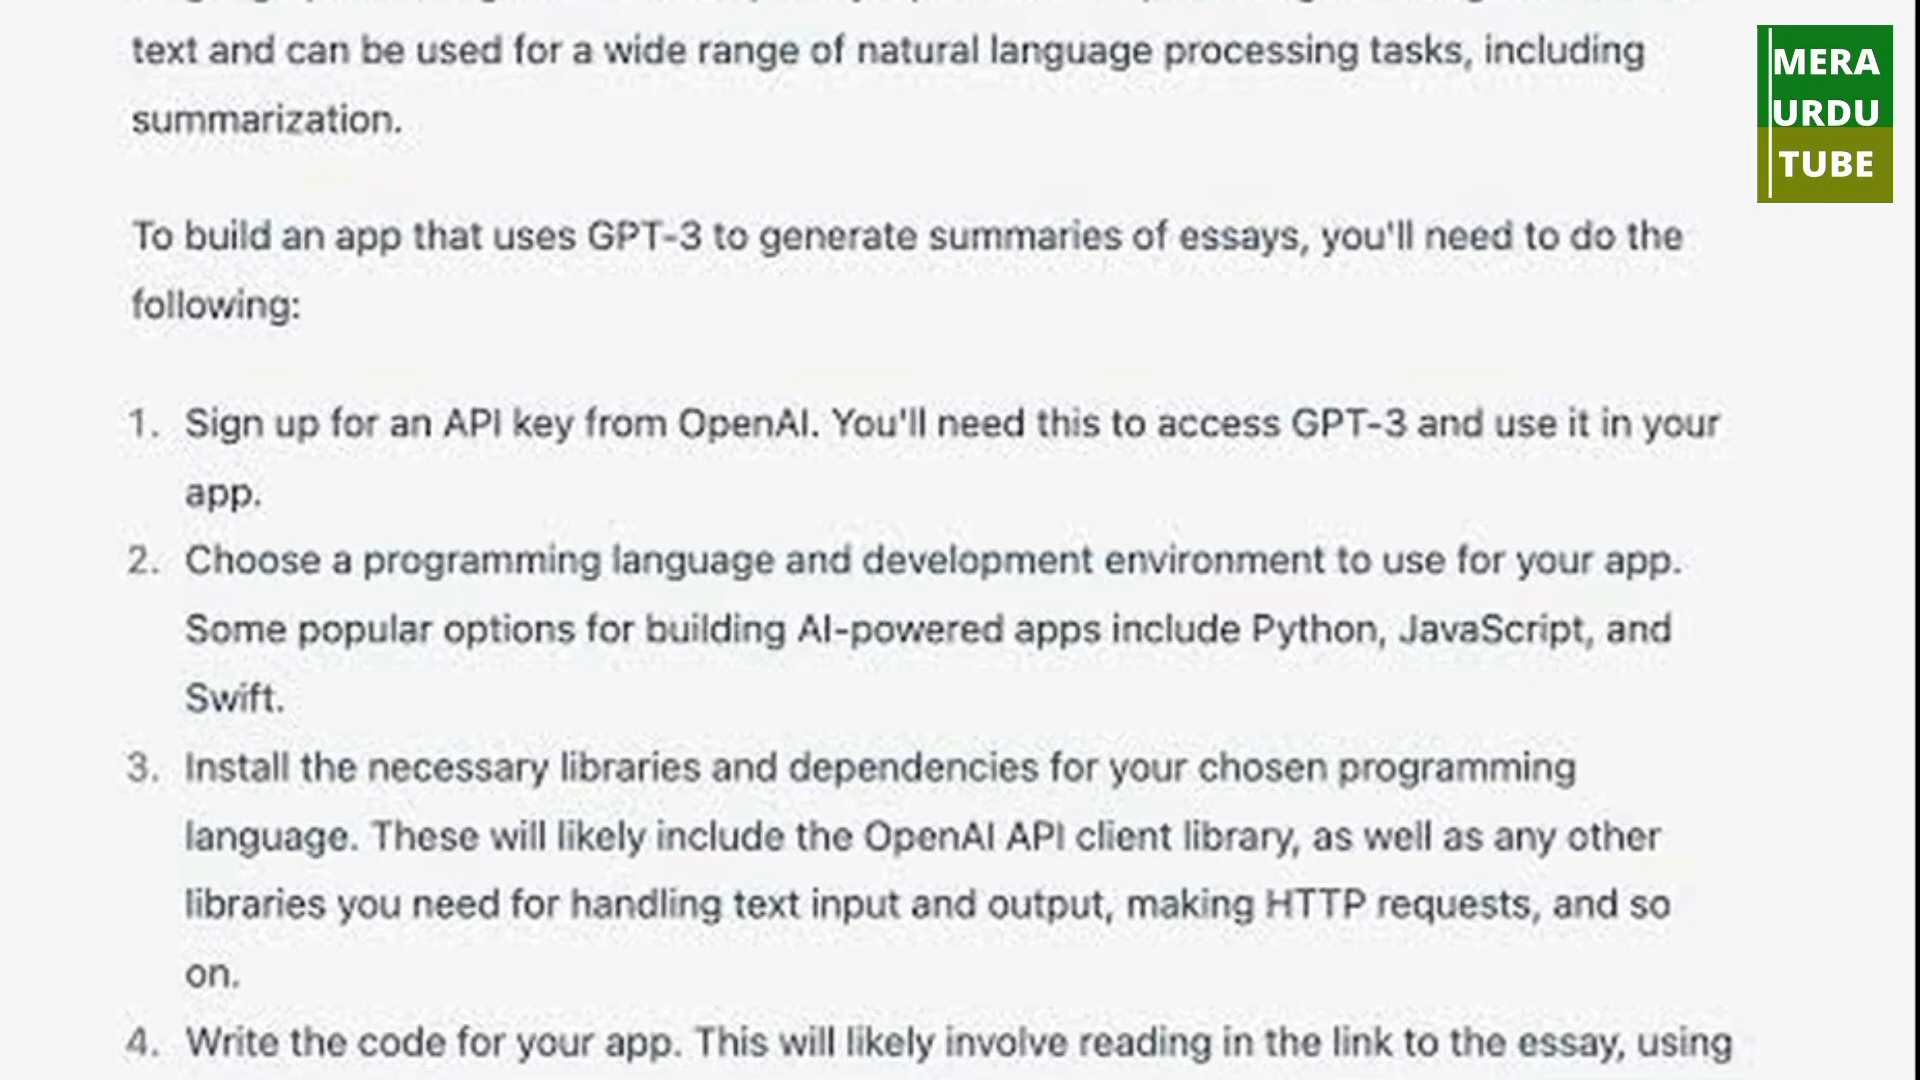 text and can be used for a wide range of natural language processing tasks, including
summarization.
To build an app that uses GPT-3 to generate summaries of essays, you'll need to do the
following:
1. Sign up for an API key from OpenAI. You'll need this to access GPT-3 and use it in your
app.
2. Choose a programming language and development environment to use for your app.
Some popular options for building AI-powered apps include Python, JavaScript, and
Swift.
3. Install the necessary libraries and dependencies for your chosen programming
language. These will likely include the OpenAI API client library, as well as any other
libraries you need for handling text input and output, making HTTP requests, and so
on.
4. Write the code for your app. This will likely involve reading in the link to the essay, using
MERA
URDU
TUBE